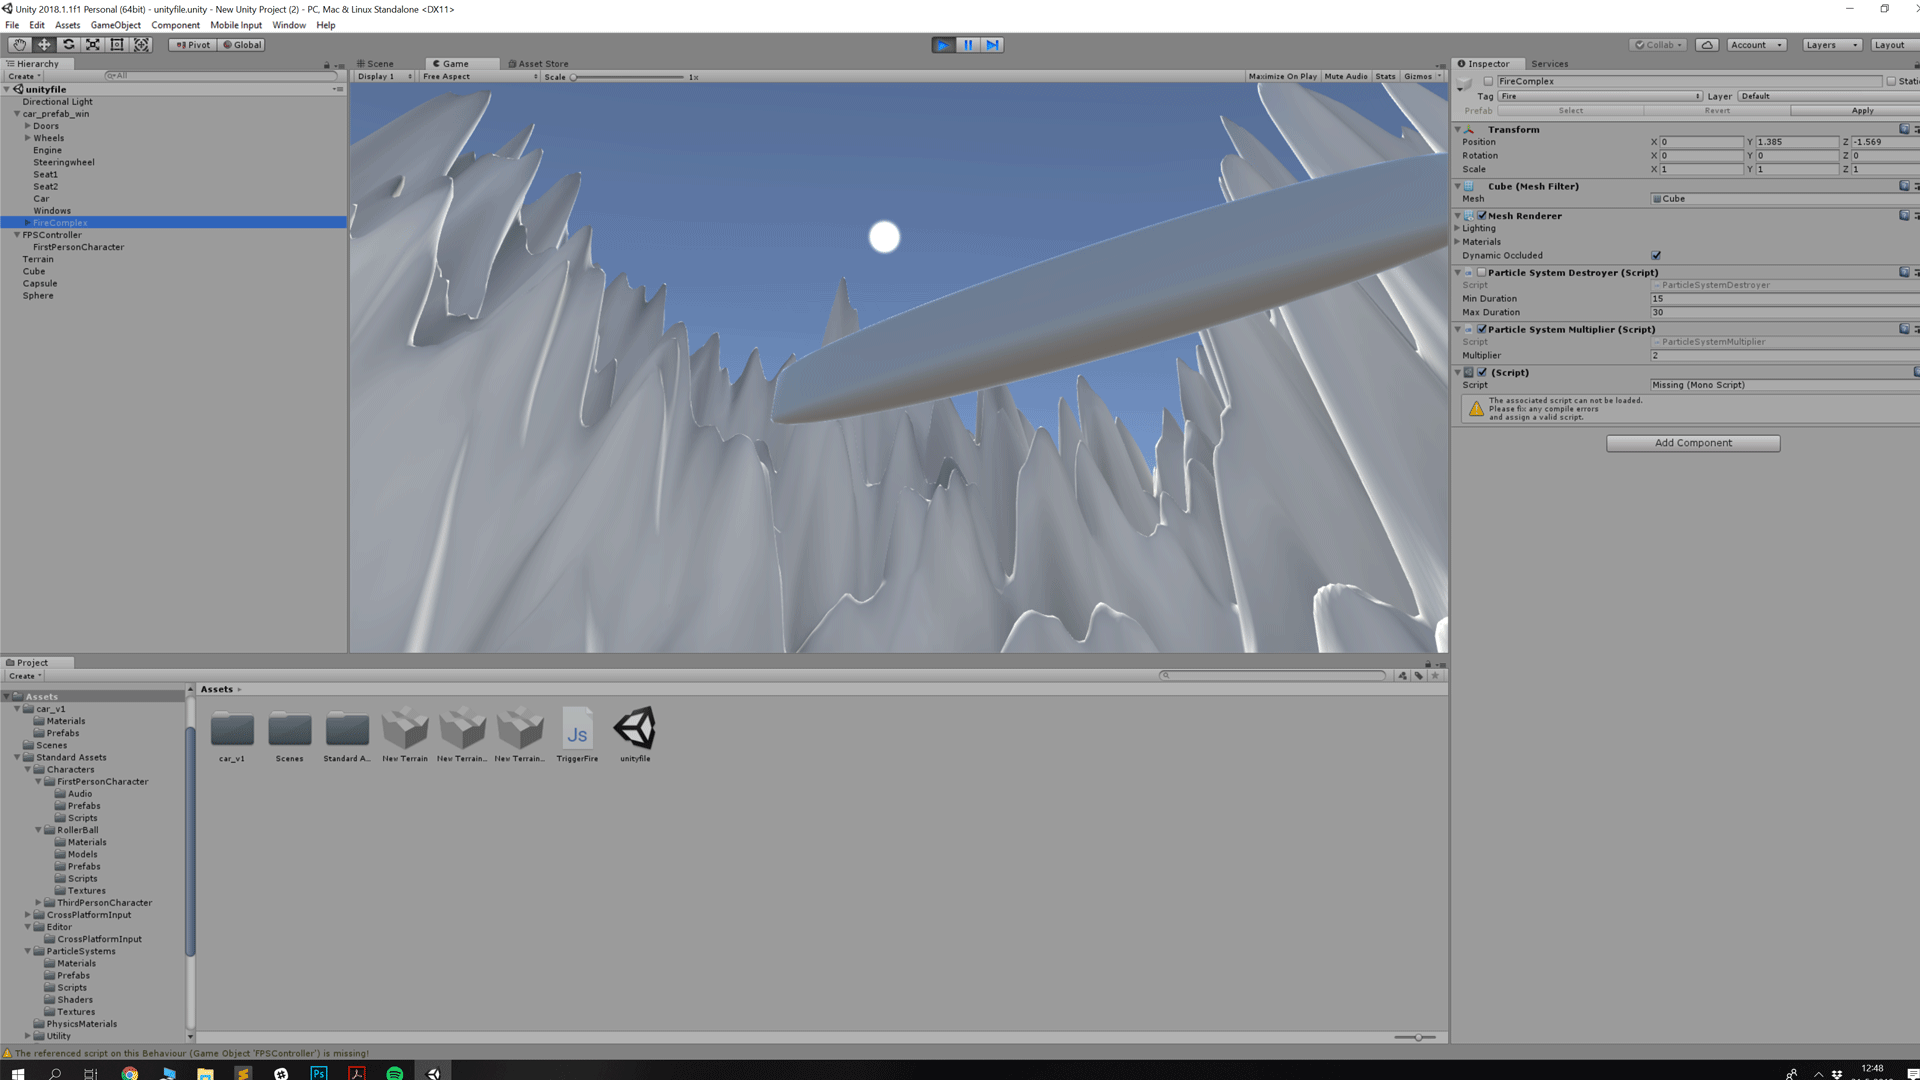 Unity 2018.1.1f1 Personal (64bit) - unityfile.unity - New Unity Project (2) - PC, Mac & Linux Standalone <DX11>
File Edit Assets GameObject Component Mobile Input Window Help
Pivot Global Collab Account Layers Layout
Hierarchy
Create All
unityfile
Directional Light
car_prefab_win
Doors
Wheels
Engine
Steeringwheel
Seat1
Seat2
Car
Windows
FireComplex
FPSController
FirstPersonCharacter
Terrain
Cube
Capsule
Sphere
Scene Game Asset Store
Display 1 Free Aspect Scale 1x Maximize On Play Mute Audio Stats Gizmos
Inspector Services
FireComplex Static
Tag Fire Layer Default
Prefab Select Revert Apply
Transform
Position X 0 Y 1.385 Z -1.569
Rotation X 0 Y 0 Z 0
Scale X 1 Y 1 Z 1
Cube (Mesh Filter)
Mesh Cube
Mesh Renderer
Lighting
Materials
Dynamic Occluded
Particle System Destroyer (Script)
Script ParticleSystemDestroyer
Min Duration 15
Max Duration 30
Particle System Multiplier (Script)
Script ParticleSystemMultiplier
Multiplier 2
(Script)
Script Missing (Mono Script)
The associated script can not be loaded.
Please fix any compile errors
and assign a valid script.
Add Component
Project
Create
Assets
car_v1
Materials
Prefabs
Scenes
Standard Assets
Characters
FirstPersonCharacter
Audio
Prefabs
Scripts
RollerBall
Materials
Models
Prefabs
Scripts
Textures
ThirdPersonCharacter
CrossPlatformInput
Editor
CrossPlatformInput
ParticleSystems
Materials
Prefabs
Scripts
Shaders
Textures
PhysicsMaterials
Utility
Assets
Js
car_v1 Scenes Standard A... New Terrain New Terrain... New Terrain... TriggerFire unityfile
The referenced script on this Behaviour (Game Object 'FPSController') is missing!
Ps
12:48